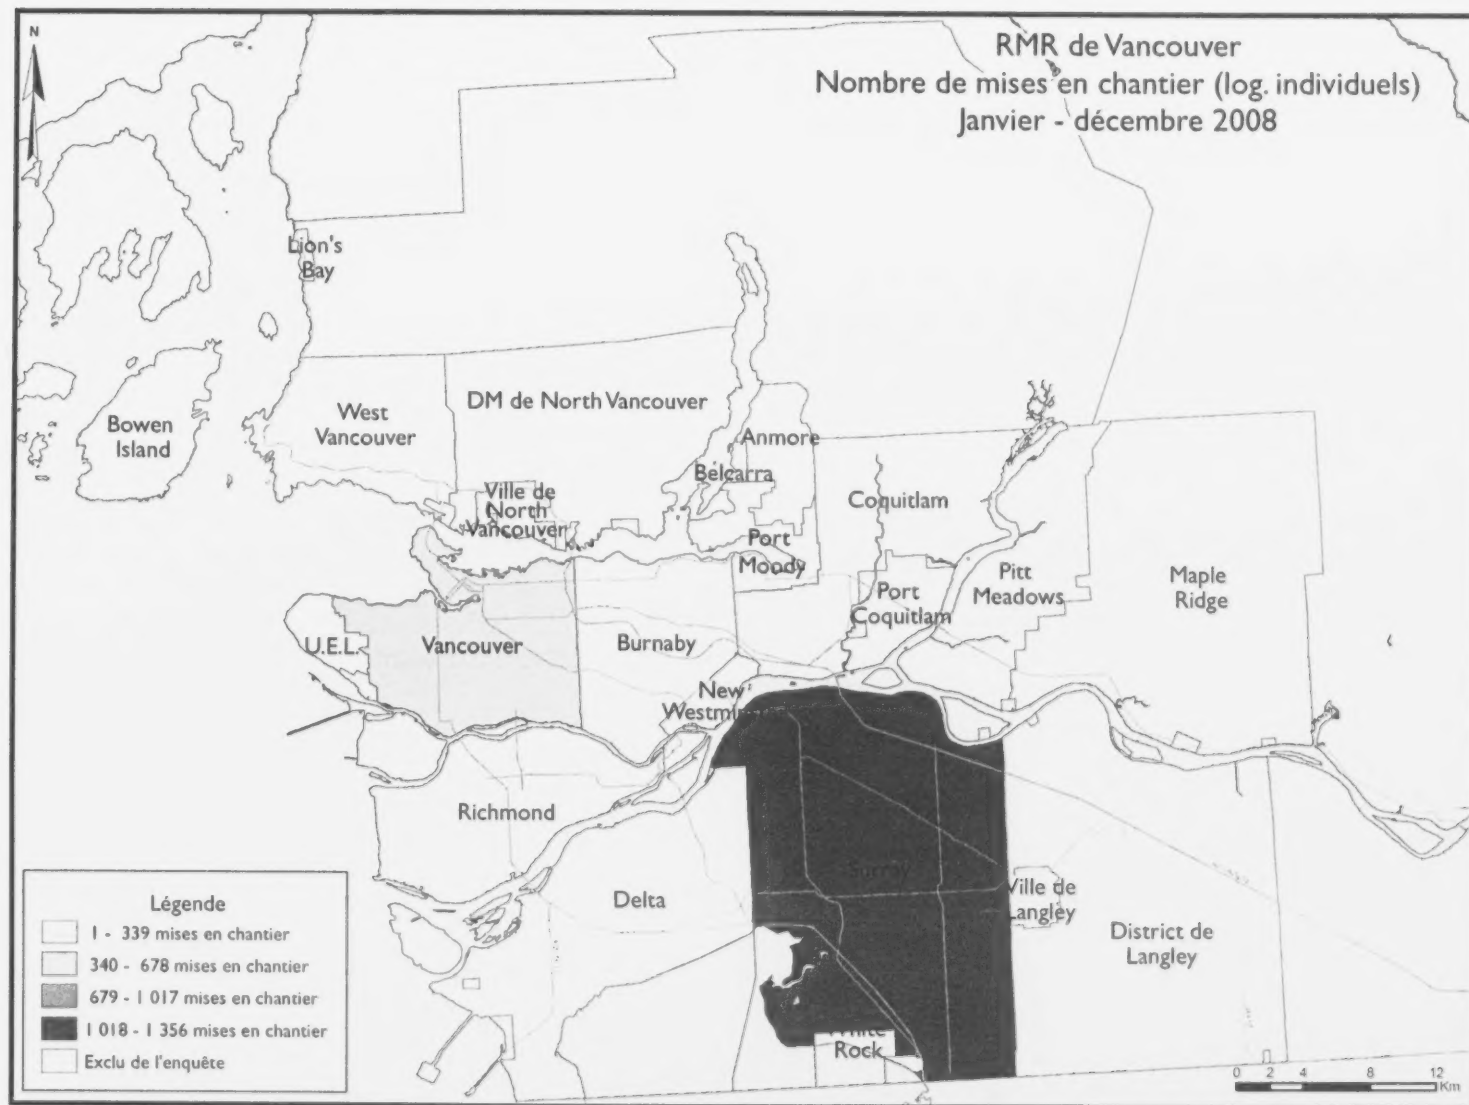 RMR de Vancouver
Nombre de mises en chantier (log. individuels)
Janvier - décembre 2008
N
Lion's
Bay
Bowen
Island
West
Vancouver
DM de North Vancouver
Anmore
Belcarra
Ville de
North
Vancouver
Coquitlam
Port
Moody
Pitt
Meadows
Maple
Ridge
Port
Coquitlam
U.E.L.
Vancouver
Burnaby
New
Westmin
Richmond
Surrey
Delta
Ville de
Langley
District de
Langley
White
Rock
Légende
1 - 339 mises en chantier
340 - 678 mises en chantier
679 - 1 017 mises en chantier
1 018 - 1 356 mises en chantier
Exclu de l'enquête
0 2 4 8 12
Km